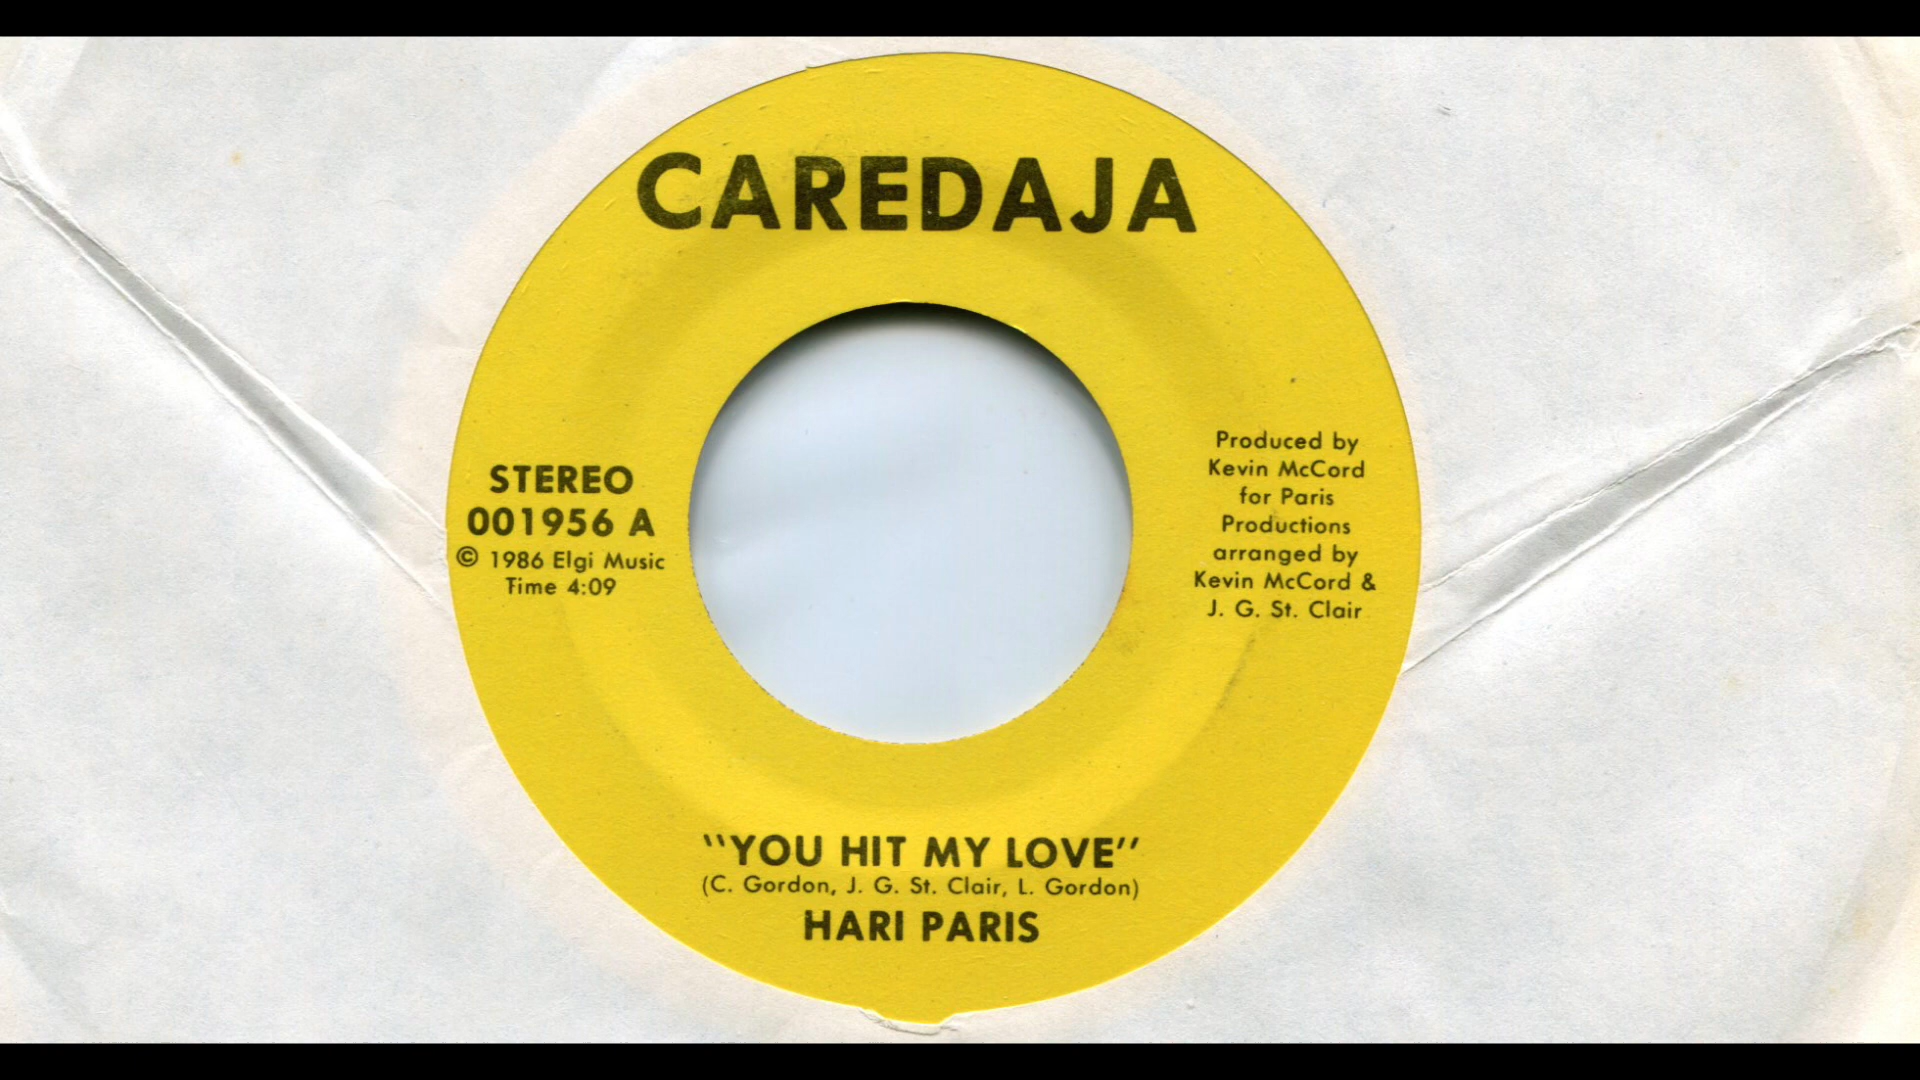 CAREDAJA
STEREO
001956 A
© 1986 Elgi Music
Time 4:09
Produced by
Kevin McCord
for Paris
Productions
arranged by
Kevin McCord &
J. G. St. Clair
"YOU HIT MY LOVE"
(C. Gordon, J. G. St. Clair, L. Gordon)
HARI PARIS